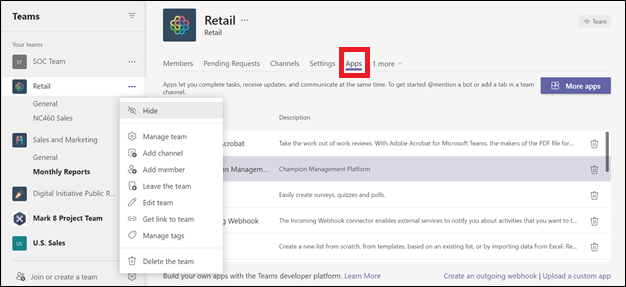 Teams
Your teams
ST
SOC Team
...
Retail
...
General
NC460 Sales
Sales and Marketing
General
Monthly Reports
Digital Initiative Public R...
Mark 8 Project Team
U.S. Sales
Join or create a team
Hide
Manage team
Add channel
Add member
Leave the team
Edit team
Get link to team
Manage tags
Delete the team
Retail ...
Retail
Team
Members Pending Requests Channels Settings Apps 1 more
Apps let you complete tasks, receive updates, and communicate at the same time. To get started @mention a bot or add a tab in a team
channel.
More apps
Description
Acrobat Take the work out of work reviews. With Adobe Acrobat for Microsoft Teams, the makers of the PDF file for...
on Managem... Champion Management Platform
Easily create surveys, quizzes and polls.
Webhook The Incoming Webhook connector enables external services to notify you about activities that you want to t...
Create a new list from scratch, from templates, based on an existing list, or by importing data from Excel. Re...
Build your own apps with the Teams developer platform. Learn More
Create an outgoing webhook | Upload a custom app